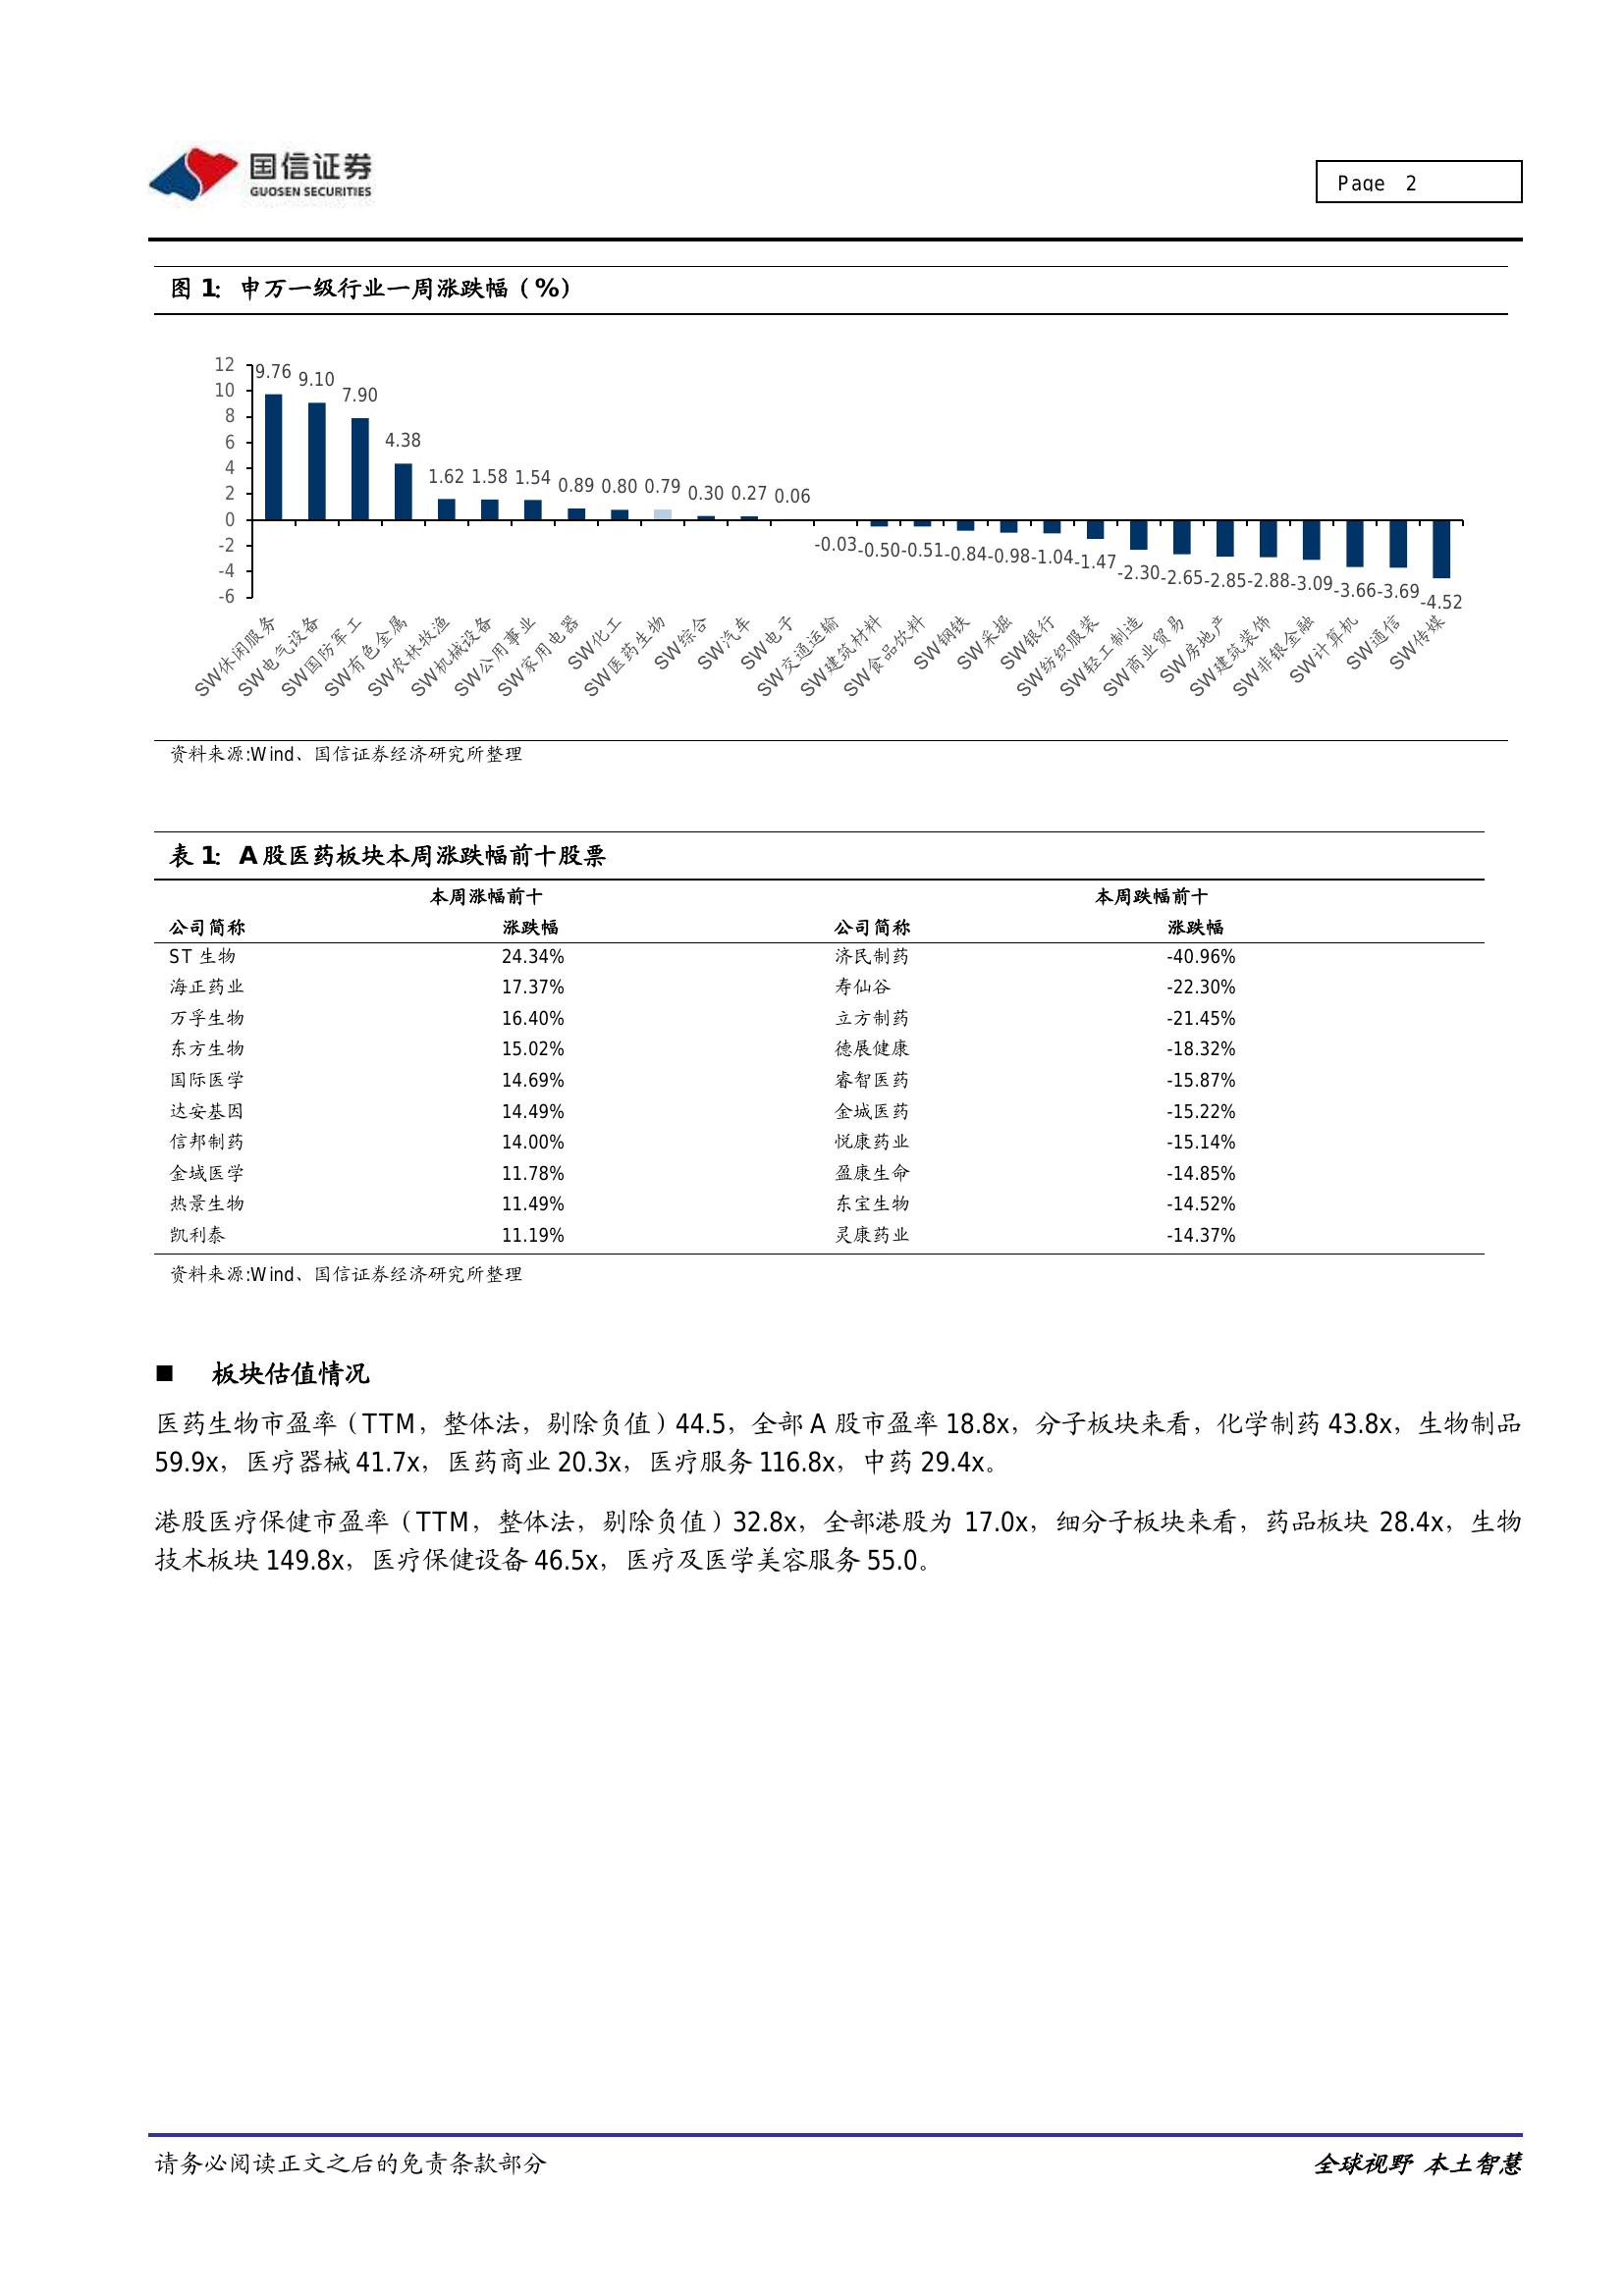 国信证券
GUOSEN SECURITIES
Page 2
图 1: 申万一级行业一周涨跌幅（%）
12
10
8
6
4
2
0
-2
-4
-6
9.76 9.10 7.90 4.38 1.62 1.58 1.54 0.89 0.80 0.79 0.30 0.27 0.06
-0.03 -0.50 -0.51 -0.84 -0.98 -1.04 -1.47 -2.30 -2.65 -2.85 -2.88 -3.09 -3.66 -3.69 -4.52
SW休闲服务
SW电气设备
SW国防军工
SW有色金属
SW农林牧渔
SW机械设备
SW公用事业
SW家用电器
SW化工
SW医药生物
SW综合
SW汽车
SW电子
SW交通运输
SW建筑材料
SW食品饮料
SW钢铁
SW采掘
SW银行
SW纺织服装
SW轻工制造
SW商业贸易
SW房地产
SW建筑装饰
SW非银金融
SW计算机
SW通信
SW传媒
资料来源:Wind、国信证券经济研究所整理
表 1: A 股医药板块本周涨跌幅前十股票
本周涨幅前十 本周跌幅前十
公司简称 涨跌幅 公司简称 涨跌幅
ST 生物 24.34% 济民制药 -40.96%
海正药业 17.37% 寿仙谷 -22.30%
万孚生物 16.40% 立方制药 -21.45%
东方生物 15.02% 德展健康 -18.32%
国际医学 14.69% 睿智医药 -15.87%
达安基因 14.49% 金城医药 -15.22%
信邦制药 14.00% 悦康药业 -15.14%
金域医学 11.78% 盈康生命 -14.85%
热景生物 11.49% 东宝生物 -14.52%
凯利泰 11.19% 灵康药业 -14.37%
资料来源:Wind、国信证券经济研究所整理
■ 板块估值情况
医药生物市盈率（TTM，整体法，剔除负值）44.5，全部 A 股市盈率 18.8x，分子板块来看，化学制药 43.8x，生物制品
59.9x，医疗器械 41.7x，医药商业 20.3x，医疗服务 116.8x，中药 29.4x。
港股医疗保健市盈率（TTM，整体法，剔除负值）32.8x，全部港股为 17.0x，细分子板块来看，药品板块 28.4x，生物
技术板块 149.8x，医疗保健设备 46.5x，医疗及医学美容服务 55.0。
请务必阅读正文之后的免责条款部分
全球视野 本土智慧